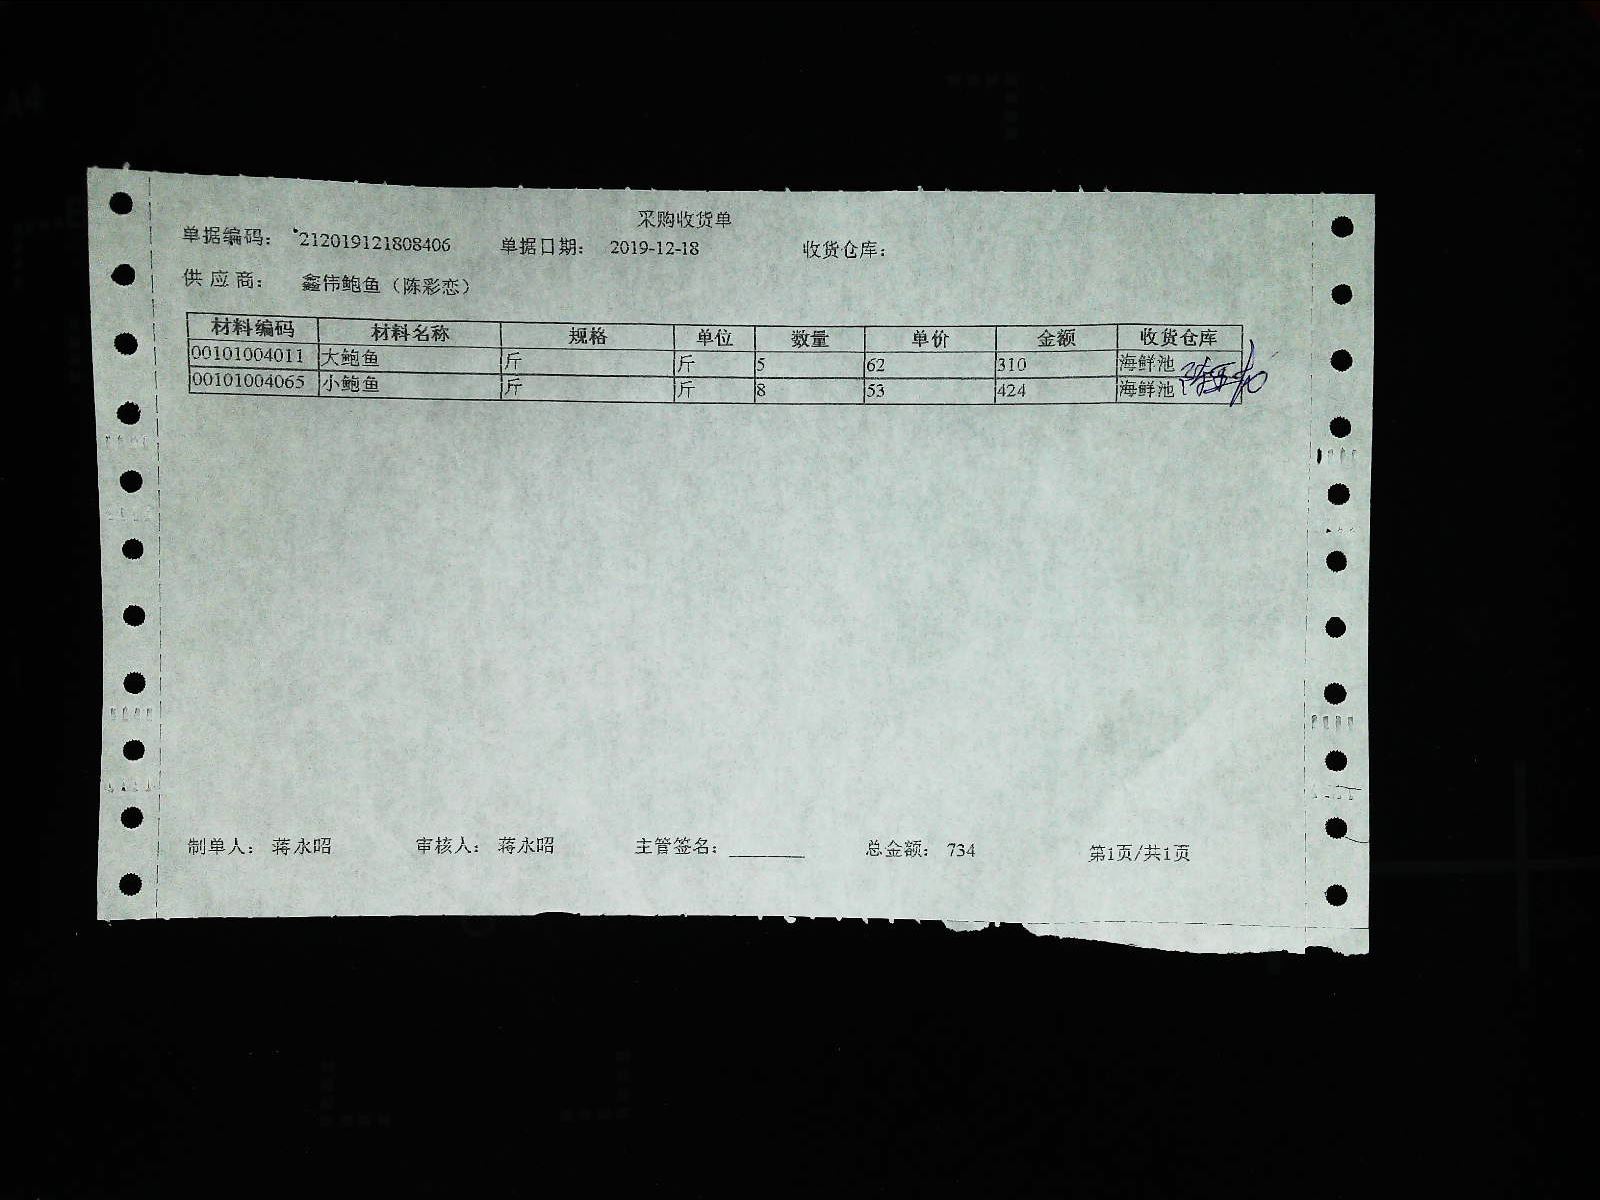 采购收货单
单据编码： 212019121808406 单据日期： 2019-12-18 收货仓库：
供 应 商： 鑫伟鲍鱼（陈彩恋）
材料编码 材料名称 规格 单位 数量 单价 金额 收货仓库
00101004011 大鲍鱼 斤 斤 5 62 310 海鲜池
00101004065 小鲍鱼 斤 斤 8 53 424 海鲜池
制单人： 蒋永昭 审核人： 蒋永昭 主管签名： ________ 总金额： 734 第1页/共1页